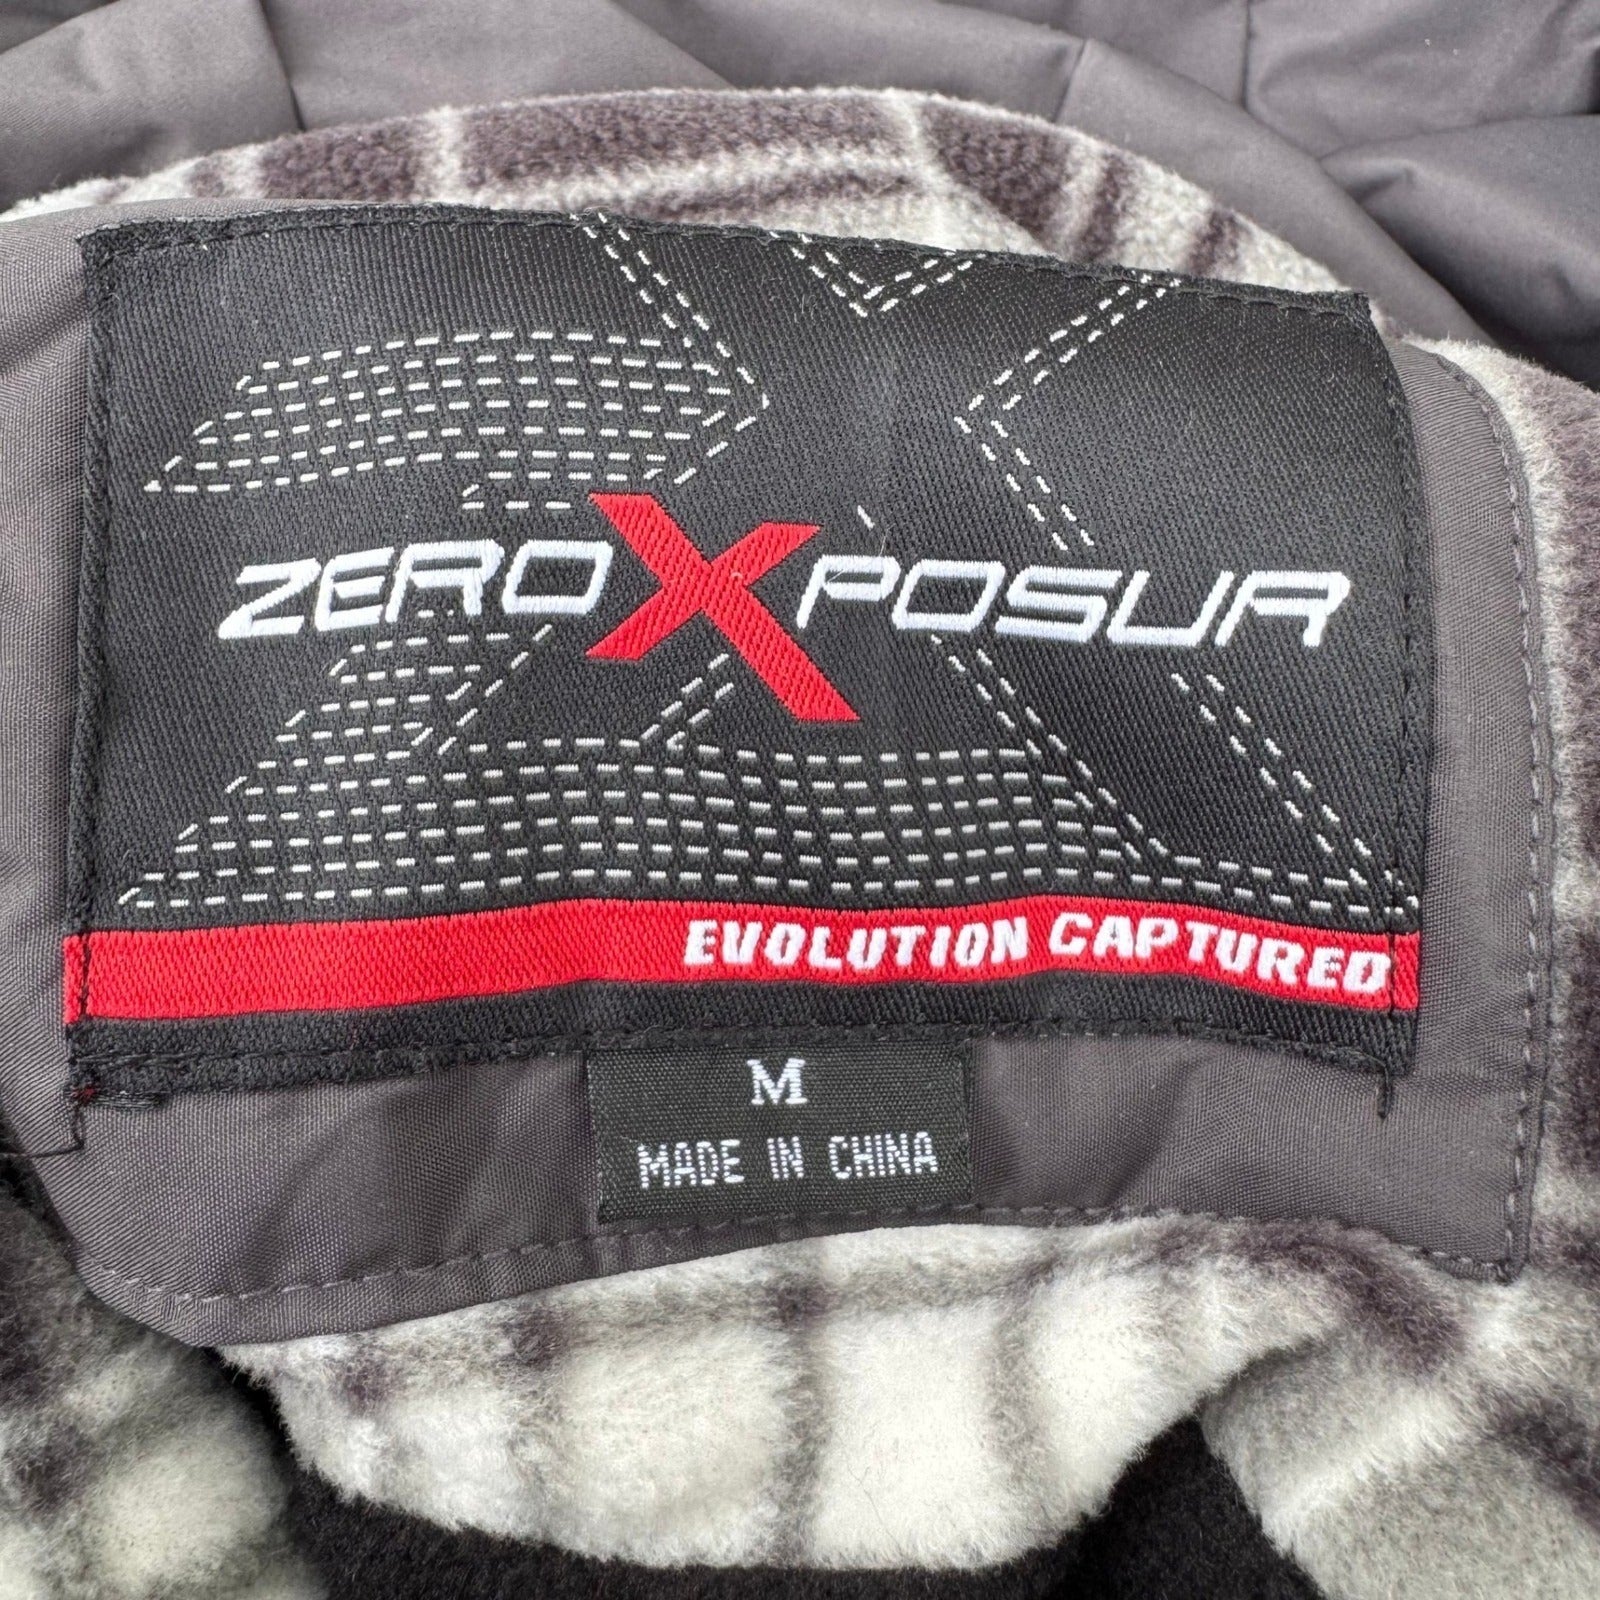 ZEROXPOSUR
EVOLUTION CAPTURED
M
MADE IN CHINA